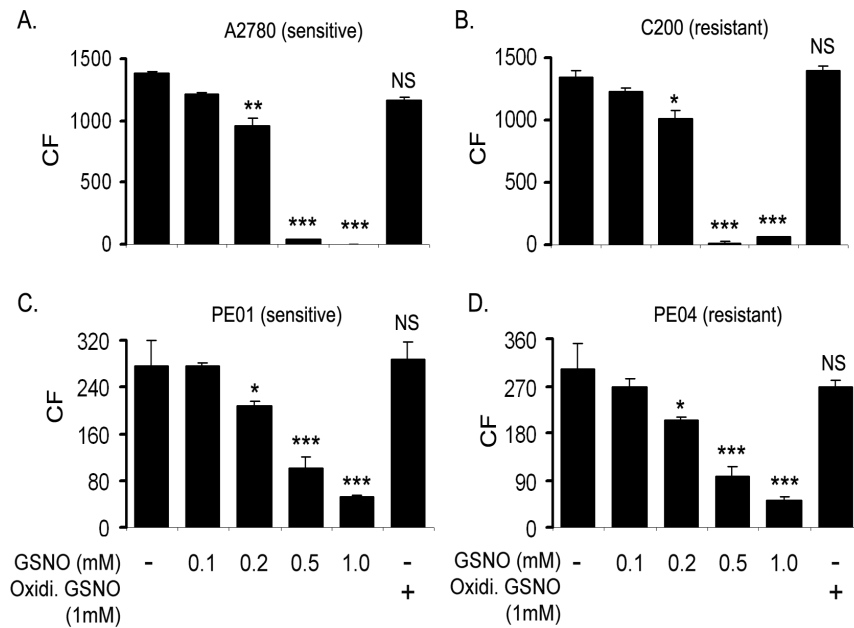 A.
A2780 (sensitive)
CF
1500
1000
500
0
**
***
***
NS
B.
C200 (resistant)
CF
1500
1000
500
0
*
***
***
NS
C.
PE01 (sensitive)
CF
320
240
160
80
0
*
***
***
NS
D.
PE04 (resistant)
CF
360
270
180
90
0
*
***
***
NS
GSNO (mM) - 0.1 0.2 0.5 1.0 -
Oxidi. GSNO +
(1mM)
GSNO (mM) - 0.1 0.2 0.5 1.0 -
Oxidi. GSNO +
(1mM)